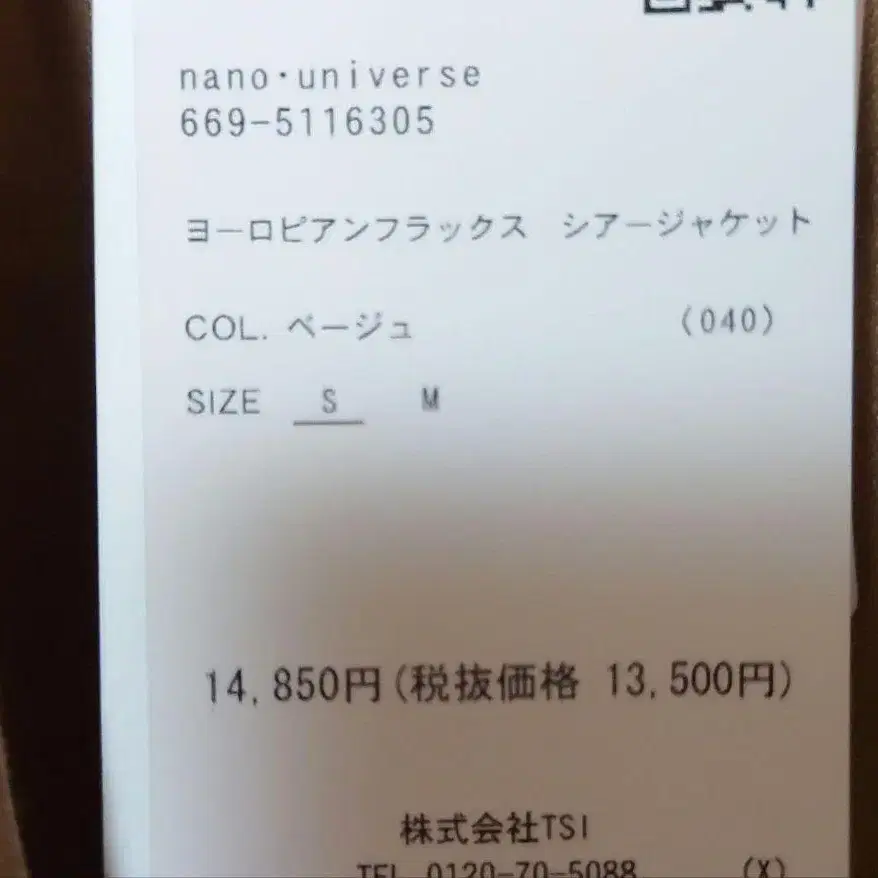 nano・universe
669-5116305
ヨーロピアンフラックス　シアージャケット
COL. ベージュ (040)
SIZE S M
14,850円(税抜価格 13,500円)
株式会社TSI
TEL 0120-70-5088 (X)